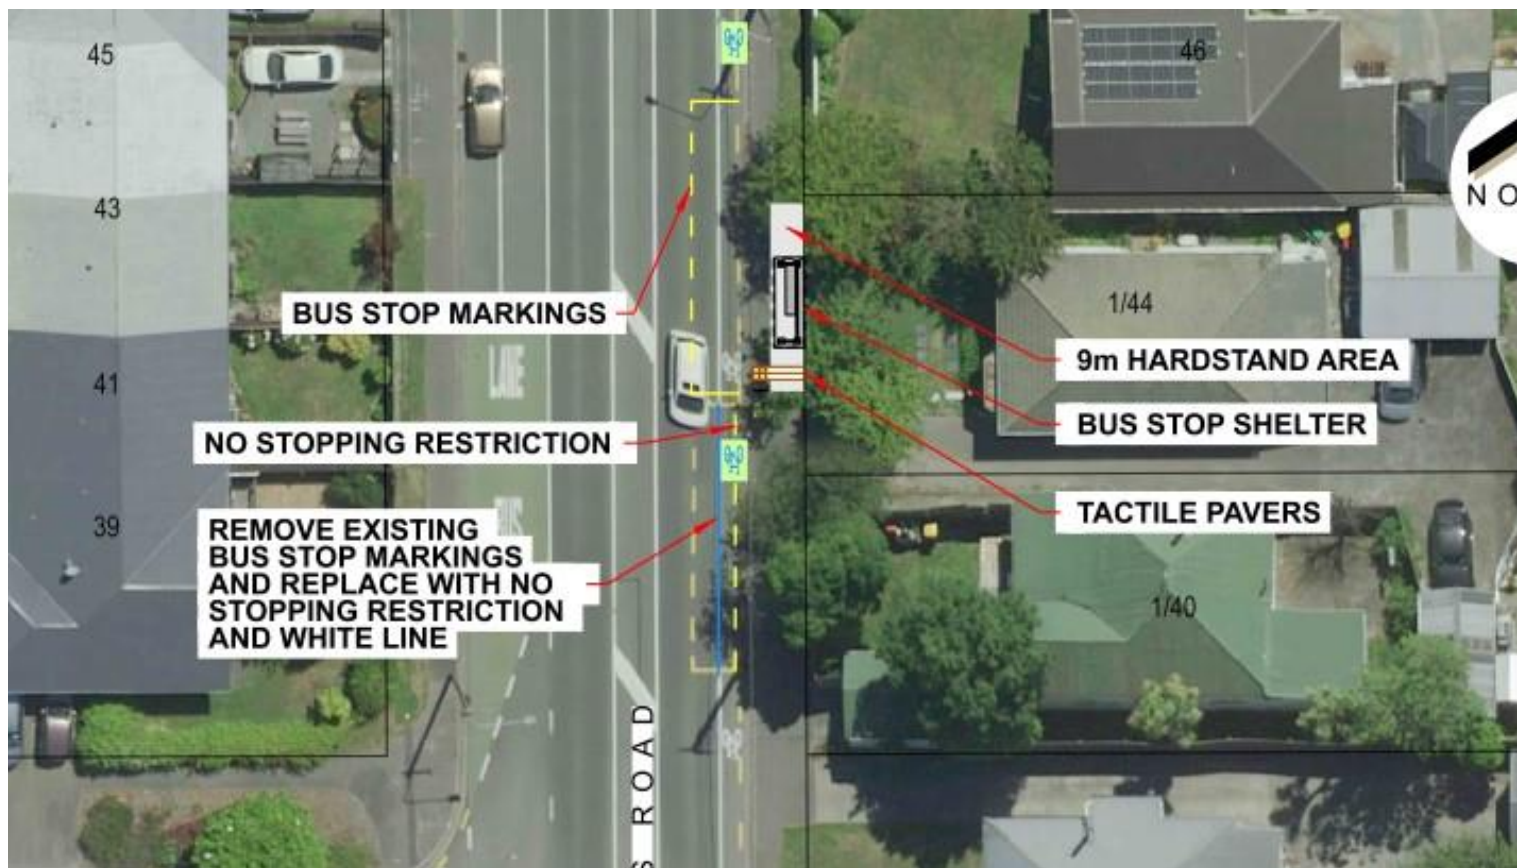 45
46
43
1/44
BUS STOP MARKINGS
9m HARDSTAND AREA
41
LANE
BUS STOP SHELTER
NO STOPPING RESTRICTION
TACTILE PAVERS
BUS
39
REMOVE EXISTING
BUS STOP MARKINGS
AND REPLACE WITH NO
STOPPING RESTRICTION
AND WHITE LINE
1/40
S ROAD
N O